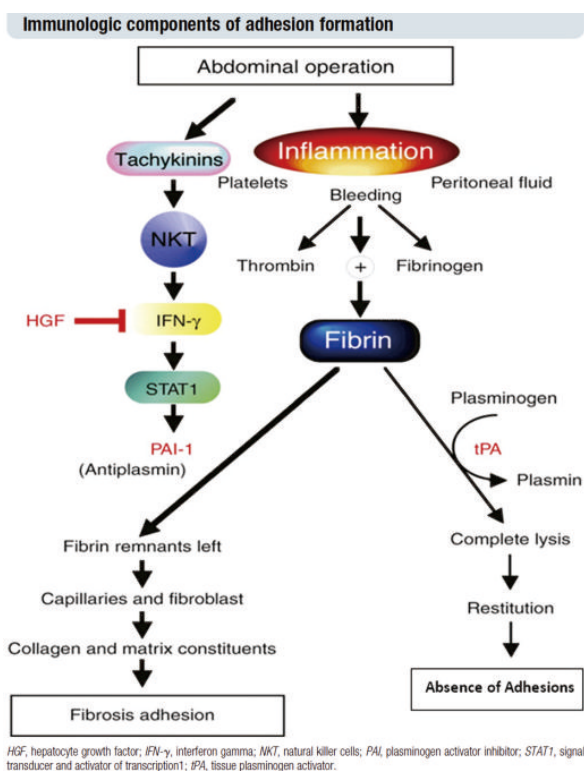 Immunologic components of adhesion formation
Abdominal operation
Tachykinins
Inflammation
Platelets
Peritoneal fluid
Bleeding
NKT
Thrombin
+
Fibrinogen
HGF
IFN-γ
Fibrin
STAT1
Plasminogen
PAI-1
tPA
(Antiplasmin)
Plasmin
Fibrin remnants left
Complete lysis
Capillaries and fibroblast
Restitution
Collagen and matrix constituents
Absence of Adhesions
Fibrosis adhesion
HGF, hepatocyte growth factor; IFN-γ, interferon gamma; NKT, natural killer cells; PAI, plasminogen activator inhibitor; STAT1, signal
transducer and activator of transcription1; tPA, tissue plasminogen activator.